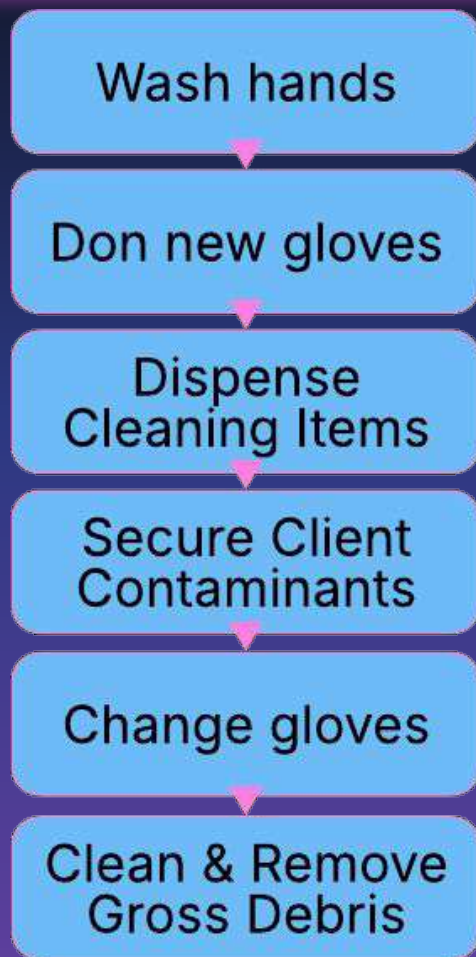 Wash hands
Don new gloves
Dispense
Cleaning Items
Secure Client
Contaminants
Change gloves
Clean & Remove
Gross Debris